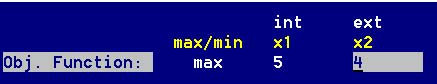 int ext
max/min x1 x2
Obj. Function: max 5 4